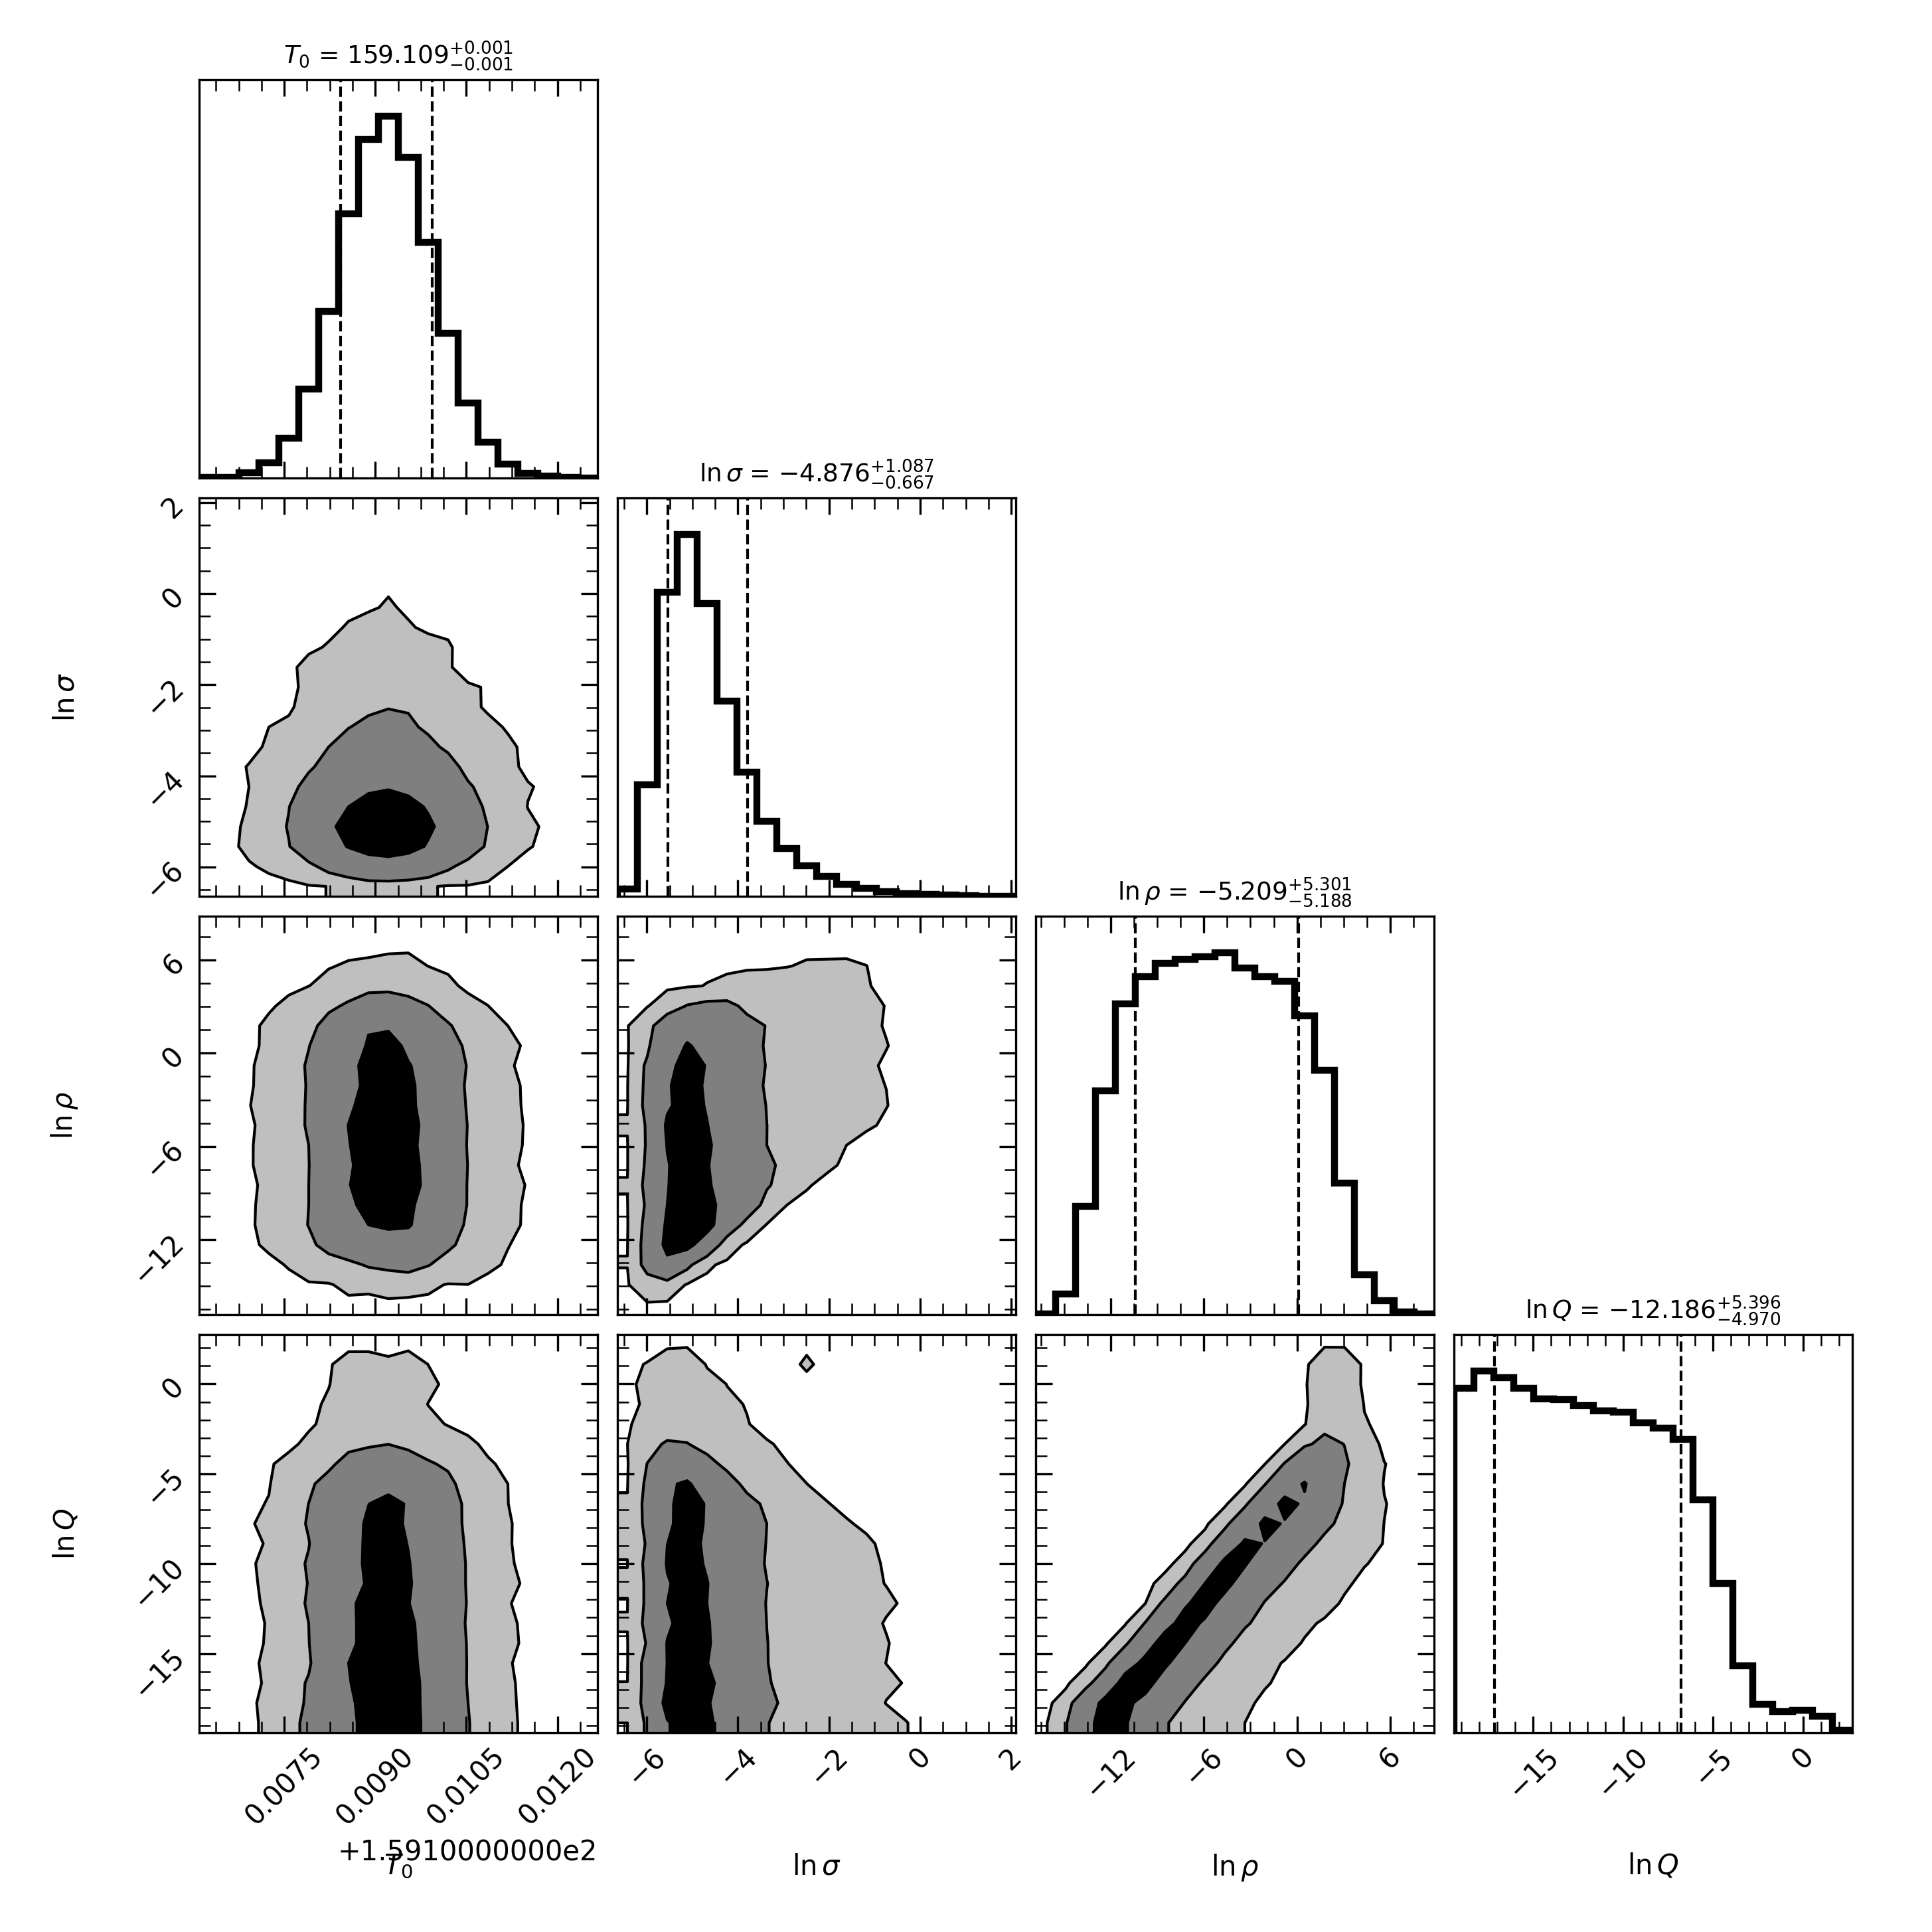 T₀ = 159.109 +0.001 −0.001
ln σ = −4.876 +1.087 −0.667
2
0
−2
−4
−6
ln σ
ln ρ = −5.209 +5.301 −5.188
6
0
−6
−12
ln ρ
ln Q = −12.186 +5.396 −4.970
0
−5
−10
−15
ln Q
0.0075 0.0090 0.0105 0.0120 −6 −4 −2 0 2 −12 −6 0 6 −15 −10 −5 0
+1.5910000000e2
T₀ ln σ ln ρ ln Q